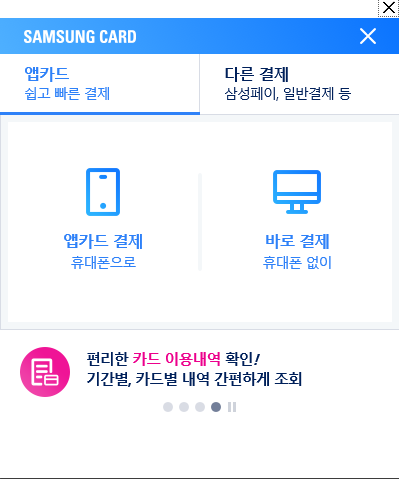 SAMSUNG CARD
앱카드
쉽고 빠른 결제
다른 결제
삼성페이, 일반결제 등
앱카드 결제
휴대폰으로
바로 결제
휴대폰 없이
편리한 카드 이용내역 확인!
기간별, 카드별 내역 간편하게 조회